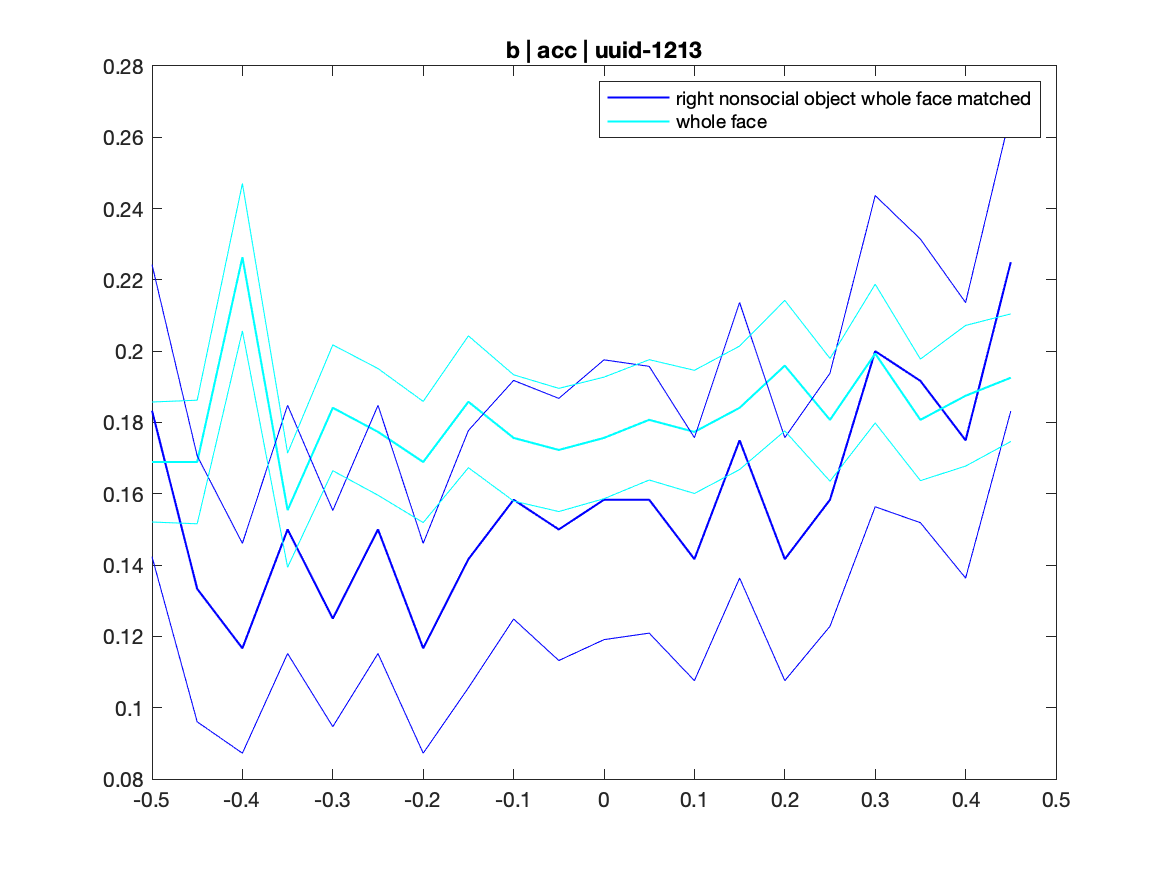 b | acc | uuid-1213
right nonsocial object whole face matched
whole face
0.28
0.26
0.24
0.22
0.2
0.18
0.16
0.14
0.12
0.1
0.08
-0.5 -0.4 -0.3 -0.2 -0.1 0 0.1 0.2 0.3 0.4 0.5